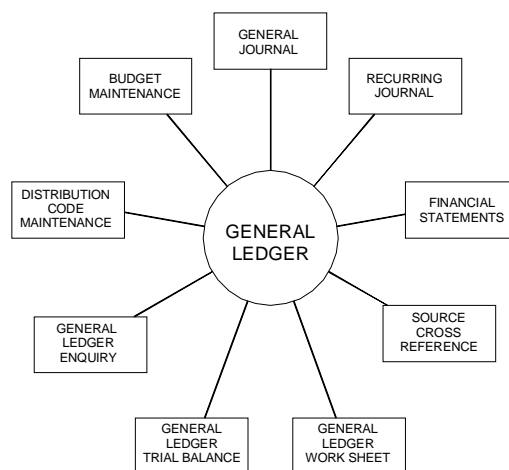 GENERAL
JOURNAL
BUDGET
MAINTENANCE
RECURRING
JOURNAL
DISTRIBUTION
CODE
MAINTENANCE
FINANCIAL
STATEMENTS
GENERAL
LEDGER
GENERAL
LEDGER
ENQUIRY
SOURCE
CROSS
REFERENCE
GENERAL
LEDGER
TRIAL BALANCE
GENERAL
LEDGER
WORK SHEET